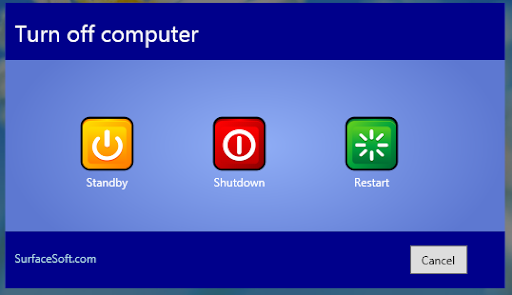 Turn off computer
Standby
Shutdown
Restart
SurfaceSoft.com
Cancel